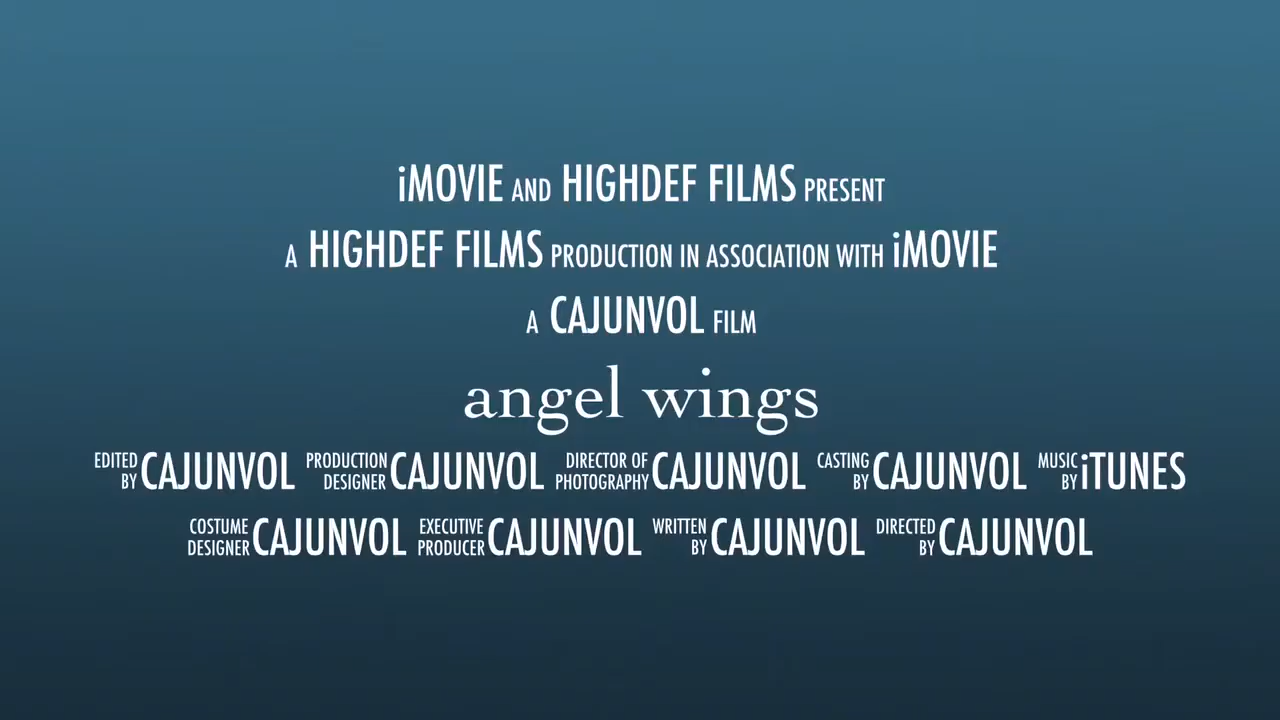 iMOVIE AND HIGHDEF FILMS PRESENT
A HIGHDEF FILMS PRODUCTION IN ASSOCIATION WITH iMOVIE
A CAJUNVOL FILM
angel wings
EDITED BY CAJUNVOL PRODUCTION DESIGNER CAJUNVOL DIRECTOR OF PHOTOGRAPHY CAJUNVOL CASTING BY CAJUNVOL MUSIC BY iTUNES
COSTUME DESIGNER CAJUNVOL EXECUTIVE PRODUCER CAJUNVOL WRITTEN BY CAJUNVOL DIRECTED BY CAJUNVOL